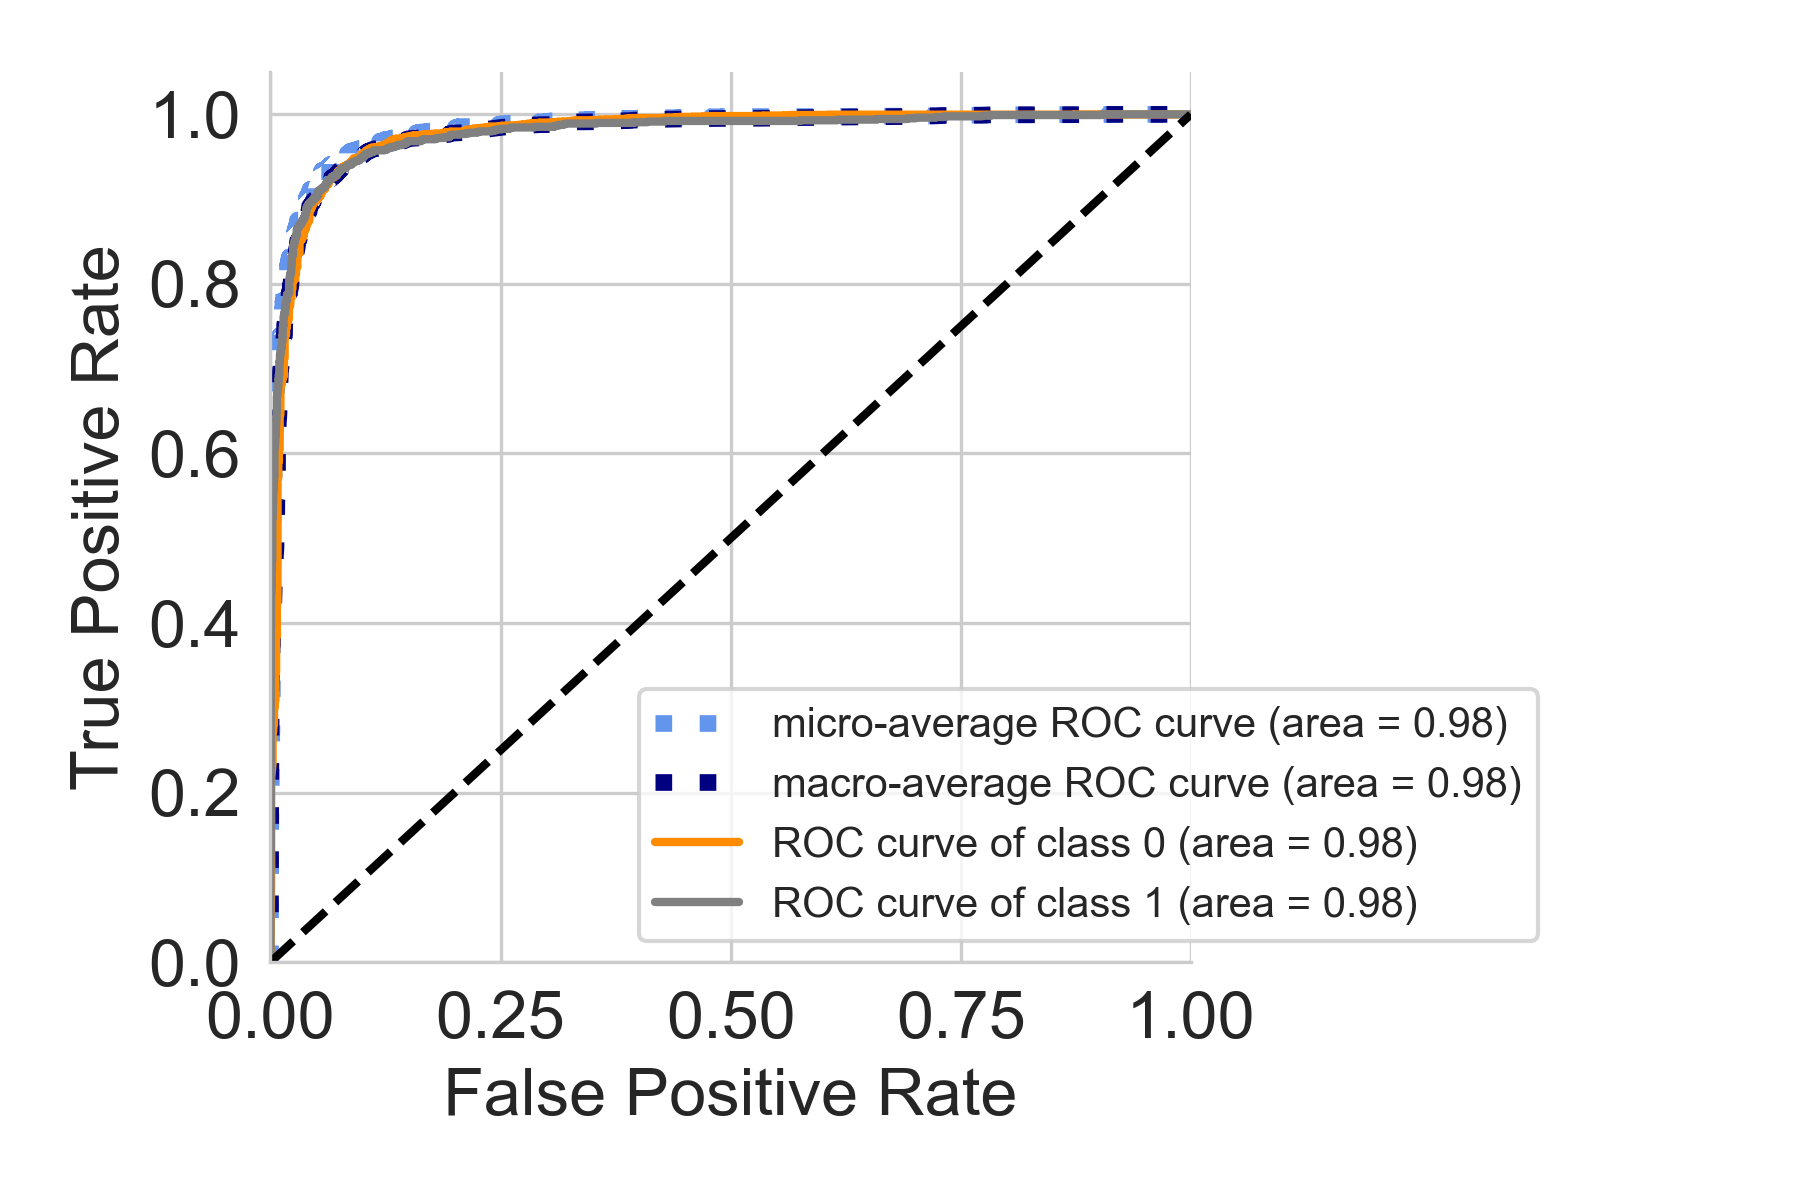 1.0
0.8
0.6
0.4
0.2
0.0
True Positive Rate
0.00 0.25 0.50 0.75 1.00
False Positive Rate
micro-average ROC curve (area = 0.98)
macro-average ROC curve (area = 0.98)
ROC curve of class 0 (area = 0.98)
ROC curve of class 1 (area = 0.98)